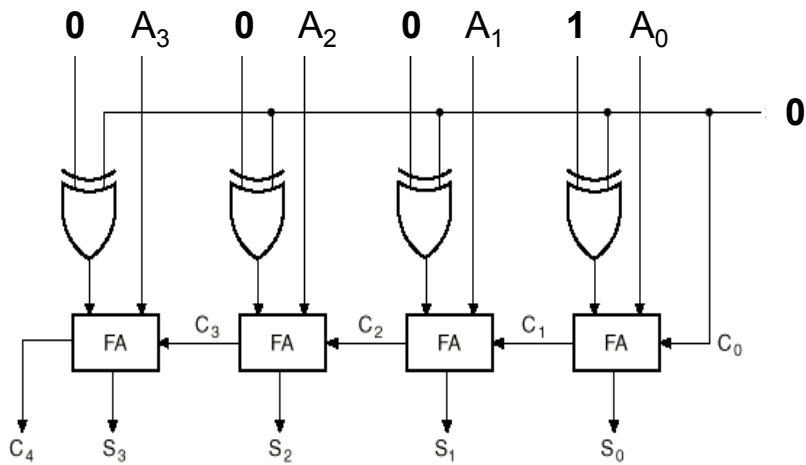 0 A₃ 0 A₂ 0 A₁ 1 A₀
0
FA C₃ FA C₂ FA C₁ FA C₀
C₄ S₃ S₂ S₁ S₀